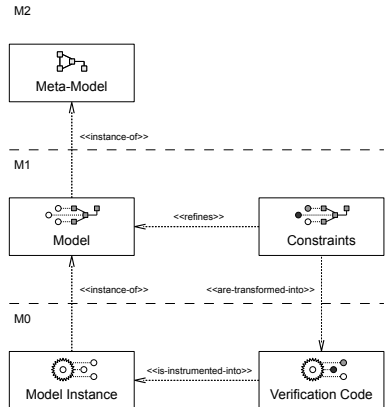 M2
Meta-Model
<<instance-of>>
M1
<<refines>>
Model
Constraints
<<instance-of>>
<<are-transformed-into>>
M0
<<is-instrumented-into>>
Model Instance
Verification Code